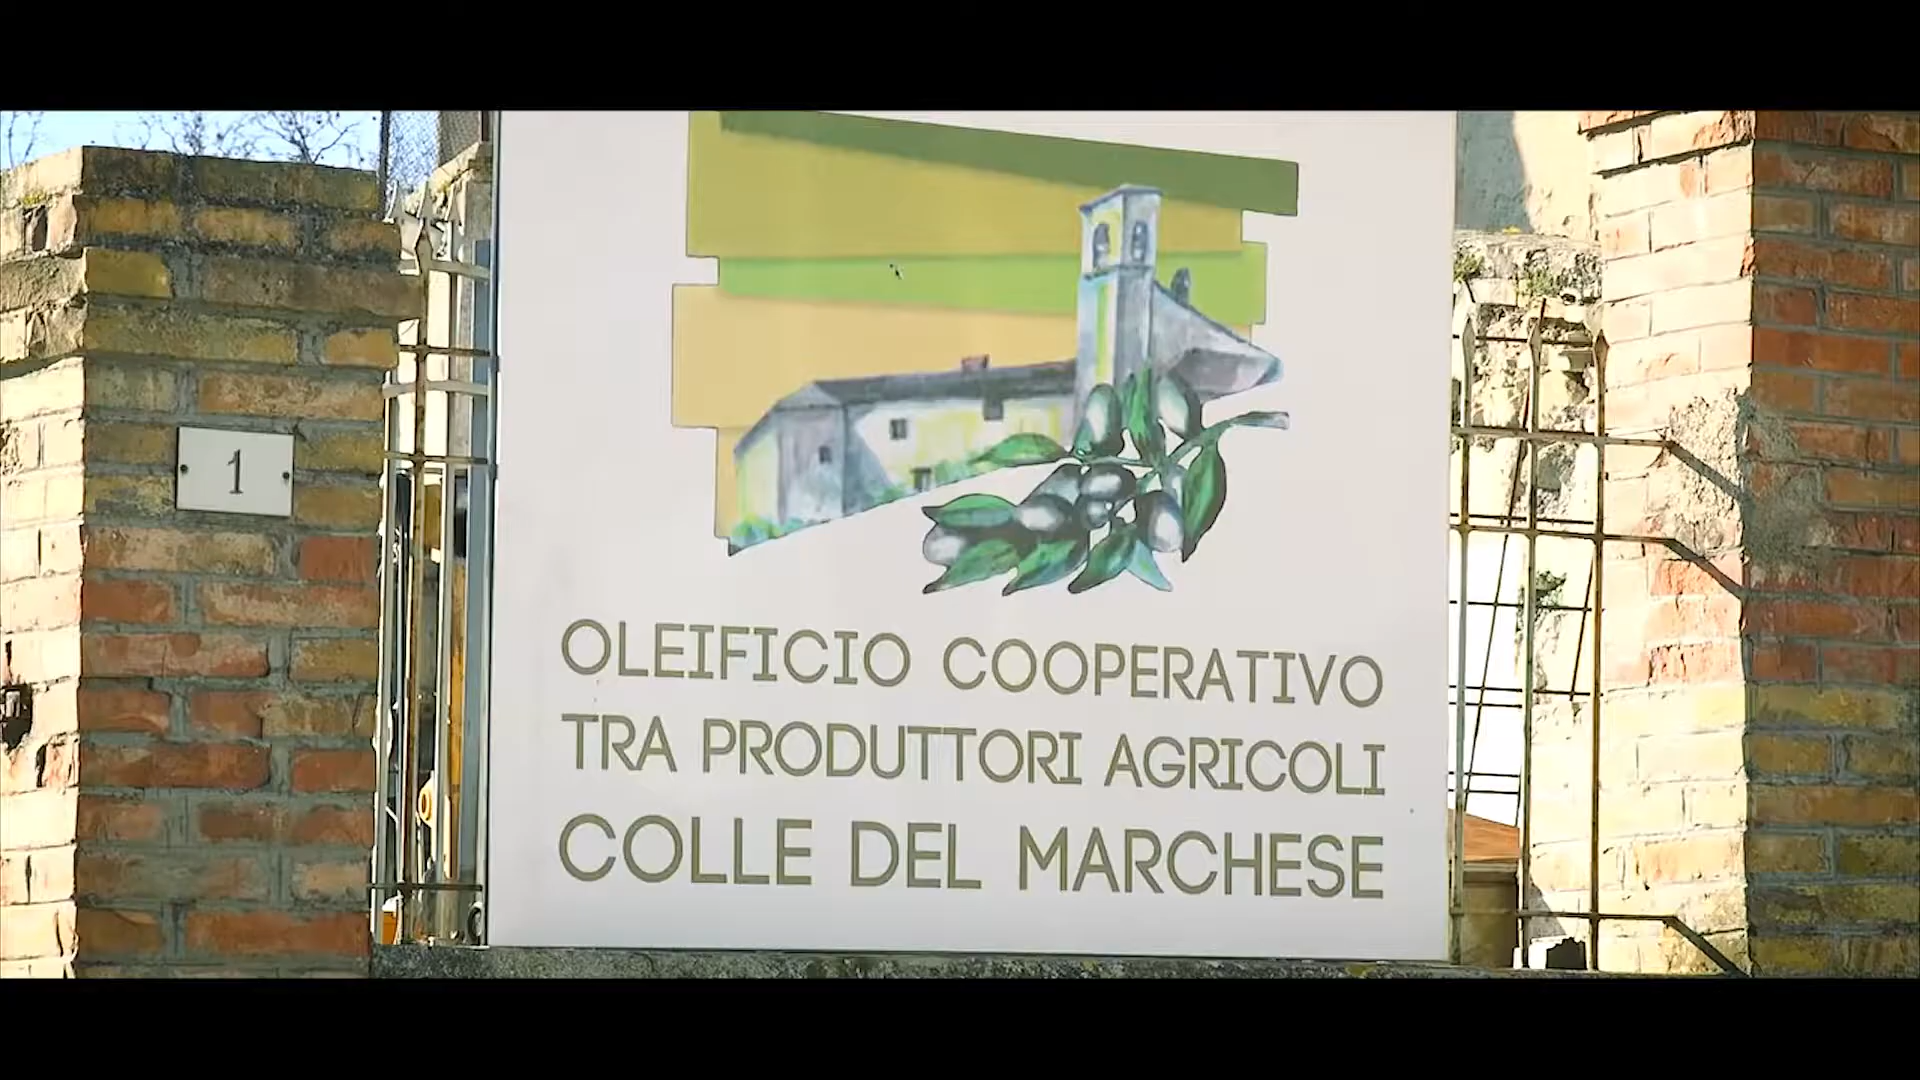 1
OLEIFICIO COOPERATIVO
TRA PRODUTTORI AGRICOLI
COLLE DEL MARCHESE